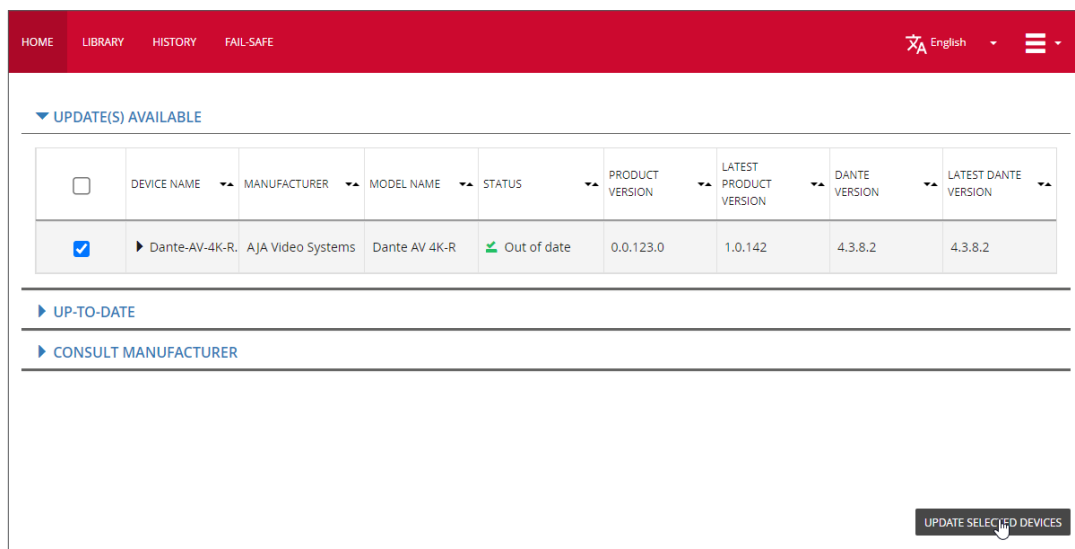 HOME LIBRARY HISTORY FAIL-SAFE English
UPDATE(S) AVAILABLE
DEVICE NAME MANUFACTURER MODEL NAME STATUS PRODUCT VERSION LATEST PRODUCT VERSION DANTE VERSION LATEST DANTE VERSION
Dante-AV-4K-R. AJA Video Systems Dante AV 4K-R Out of date 0.0.123.0 1.0.142 4.3.8.2 4.3.8.2
UP-TO-DATE
CONSULT MANUFACTURER
UPDATE SELECTED DEVICES